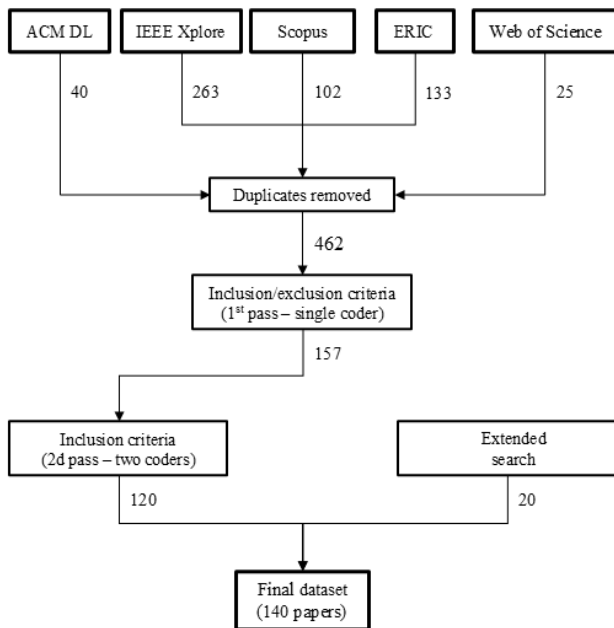 ACM DL
IEEE Xplore
Scopus
ERIC
Web of Science
40
263
102
133
25
Duplicates removed
462
Inclusion/exclusion criteria
(1st pass – single coder)
157
Inclusion criteria
(2d pass – two coders)
Extended
search
120
20
Final dataset
(140 papers)